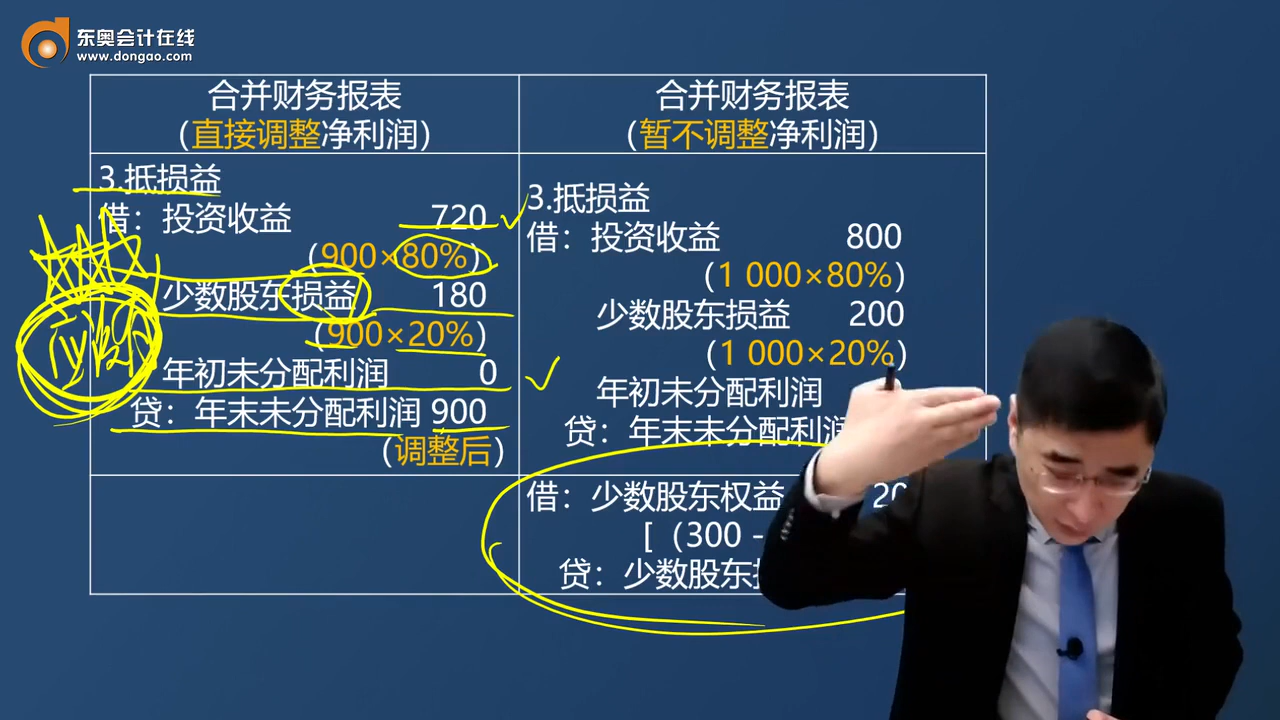 东奥会计在线
www.dongao.com
合并财务报表
（直接调整净利润）
合并财务报表
（暂不调整净利润）
3.抵损益
借：投资收益 720
（900×80%）
少数股东损益 180
（900×20%）
年初未分配利润 0
贷：年末未分配利润 900
（调整后）
3.抵损益
借：投资收益 800
（1 000×80%）
少数股东损益 200
（1 000×20%）
年初未分配利润
贷：年末未分配利润
借：少数股东权益 20
[（300 -
贷：少数股东损